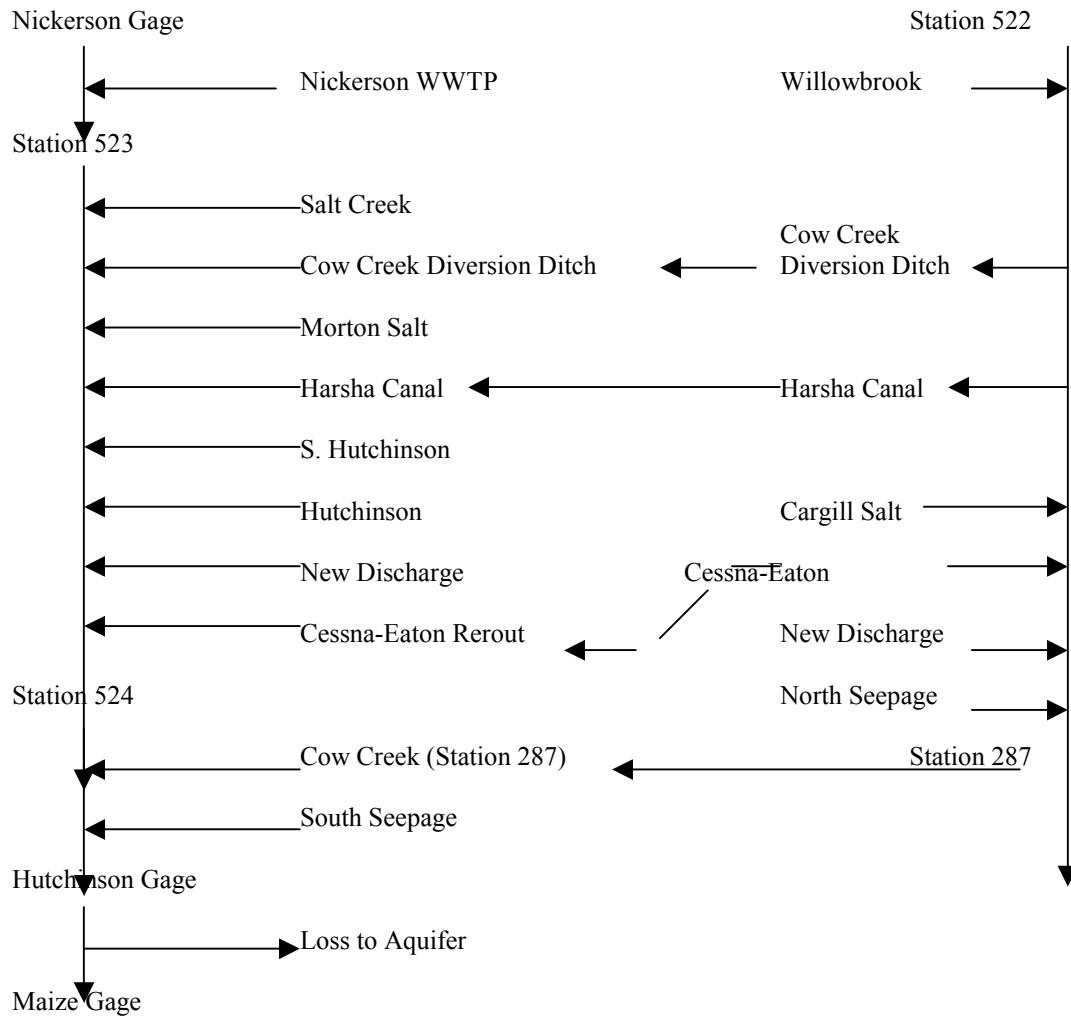 Nickerson Gage
Station 522
Nickerson WWTP
Willowbrook
Station 523
Salt Creek
Cow Creek Diversion Ditch
Cow Creek
Diversion Ditch
Morton Salt
Harsha Canal
Harsha Canal
S. Hutchinson
Hutchinson
Cargill Salt
New Discharge
Cessna-Eaton
Cessna-Eaton Rerout
New Discharge
Station 524
North Seepage
Cow Creek (Station 287)
Station 287
South Seepage
Hutchinson Gage
Loss to Aquifer
Maize Gage